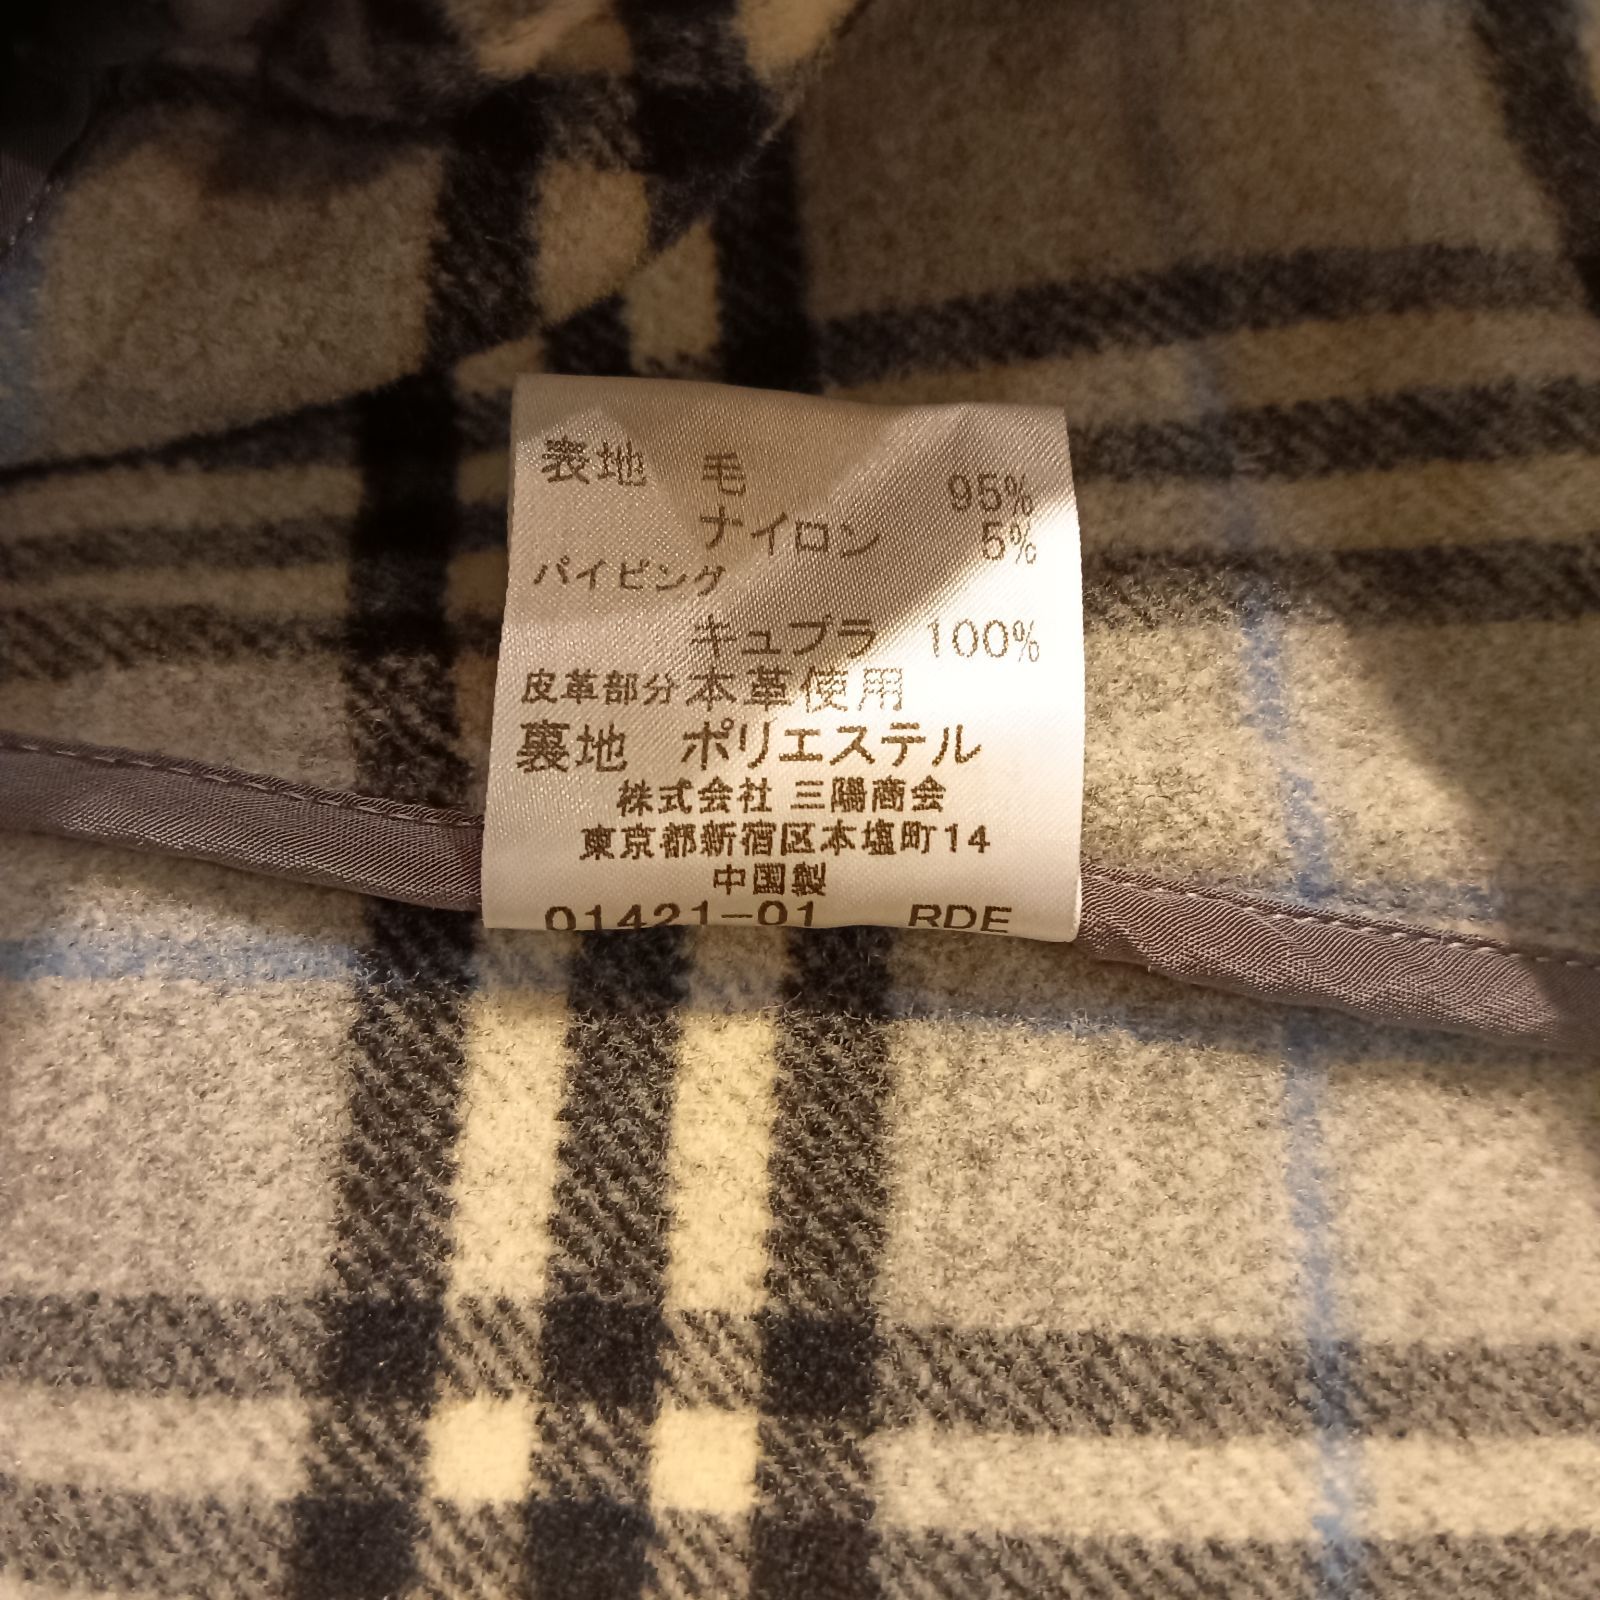 表地 毛 95%
ナイロン 5%
パイピング
キュプラ 100%
皮革部分 本革使用
裏地 ポリエステル
株式会社 三陽商会
東京都新宿区本塩町14
中国製
01421-01 RDE